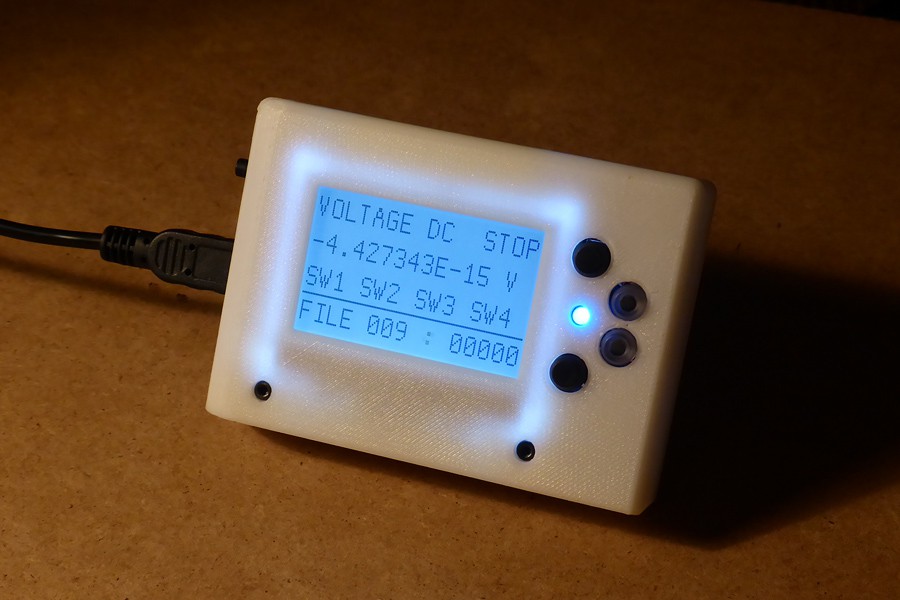 VOLTAGE DC STOP
-4.427343E-15 V
SW1 SW2 SW3 SW4
FILE 009 : 00000